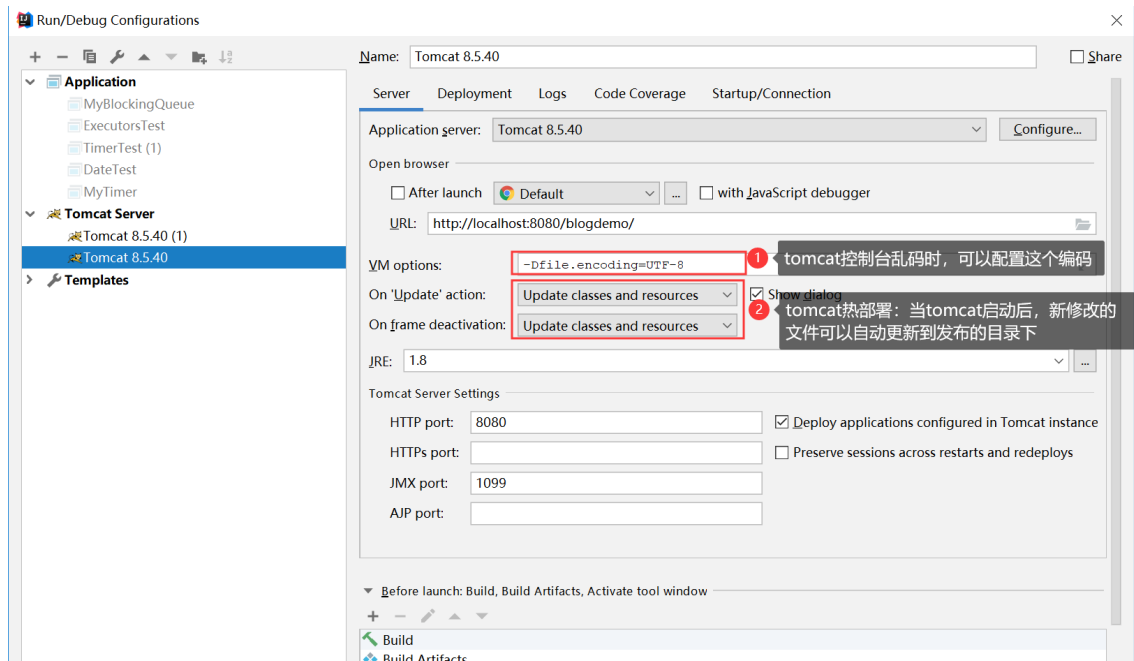 Run/Debug Configurations
Name: Tomcat 8.5.40 Share
Application
MyBlockingQueue
ExecutorsTest
TimerTest (1)
DateTest
MyTimer
Tomcat Server
Tomcat 8.5.40 (1)
Tomcat 8.5.40
Templates
Server Deployment Logs Code Coverage Startup/Connection
Application server: Tomcat 8.5.40 Configure...
Open browser
After launch Default ... with JavaScript debugger
URL: http://localhost:8080/blogdemo/
VM options: -Dfile.encoding=UTF-8 1 tomcat控制台乱码时，可以配置这个编码
On 'Update' action: Update classes and resources Show dialog
2 tomcat热部署：当tomcat启动后，新修改的
文件可以自动更新到发布的目录下
On frame deactivation: Update classes and resources
JRE: 1.8 ...
Tomcat Server Settings
HTTP port: 8080 Deploy applications configured in Tomcat instance
HTTPs port: Preserve sessions across restarts and redeploys
JMX port: 1099
AJP port:
Before launch: Build, Build Artifacts, Activate tool window
Build
Build Artifacts